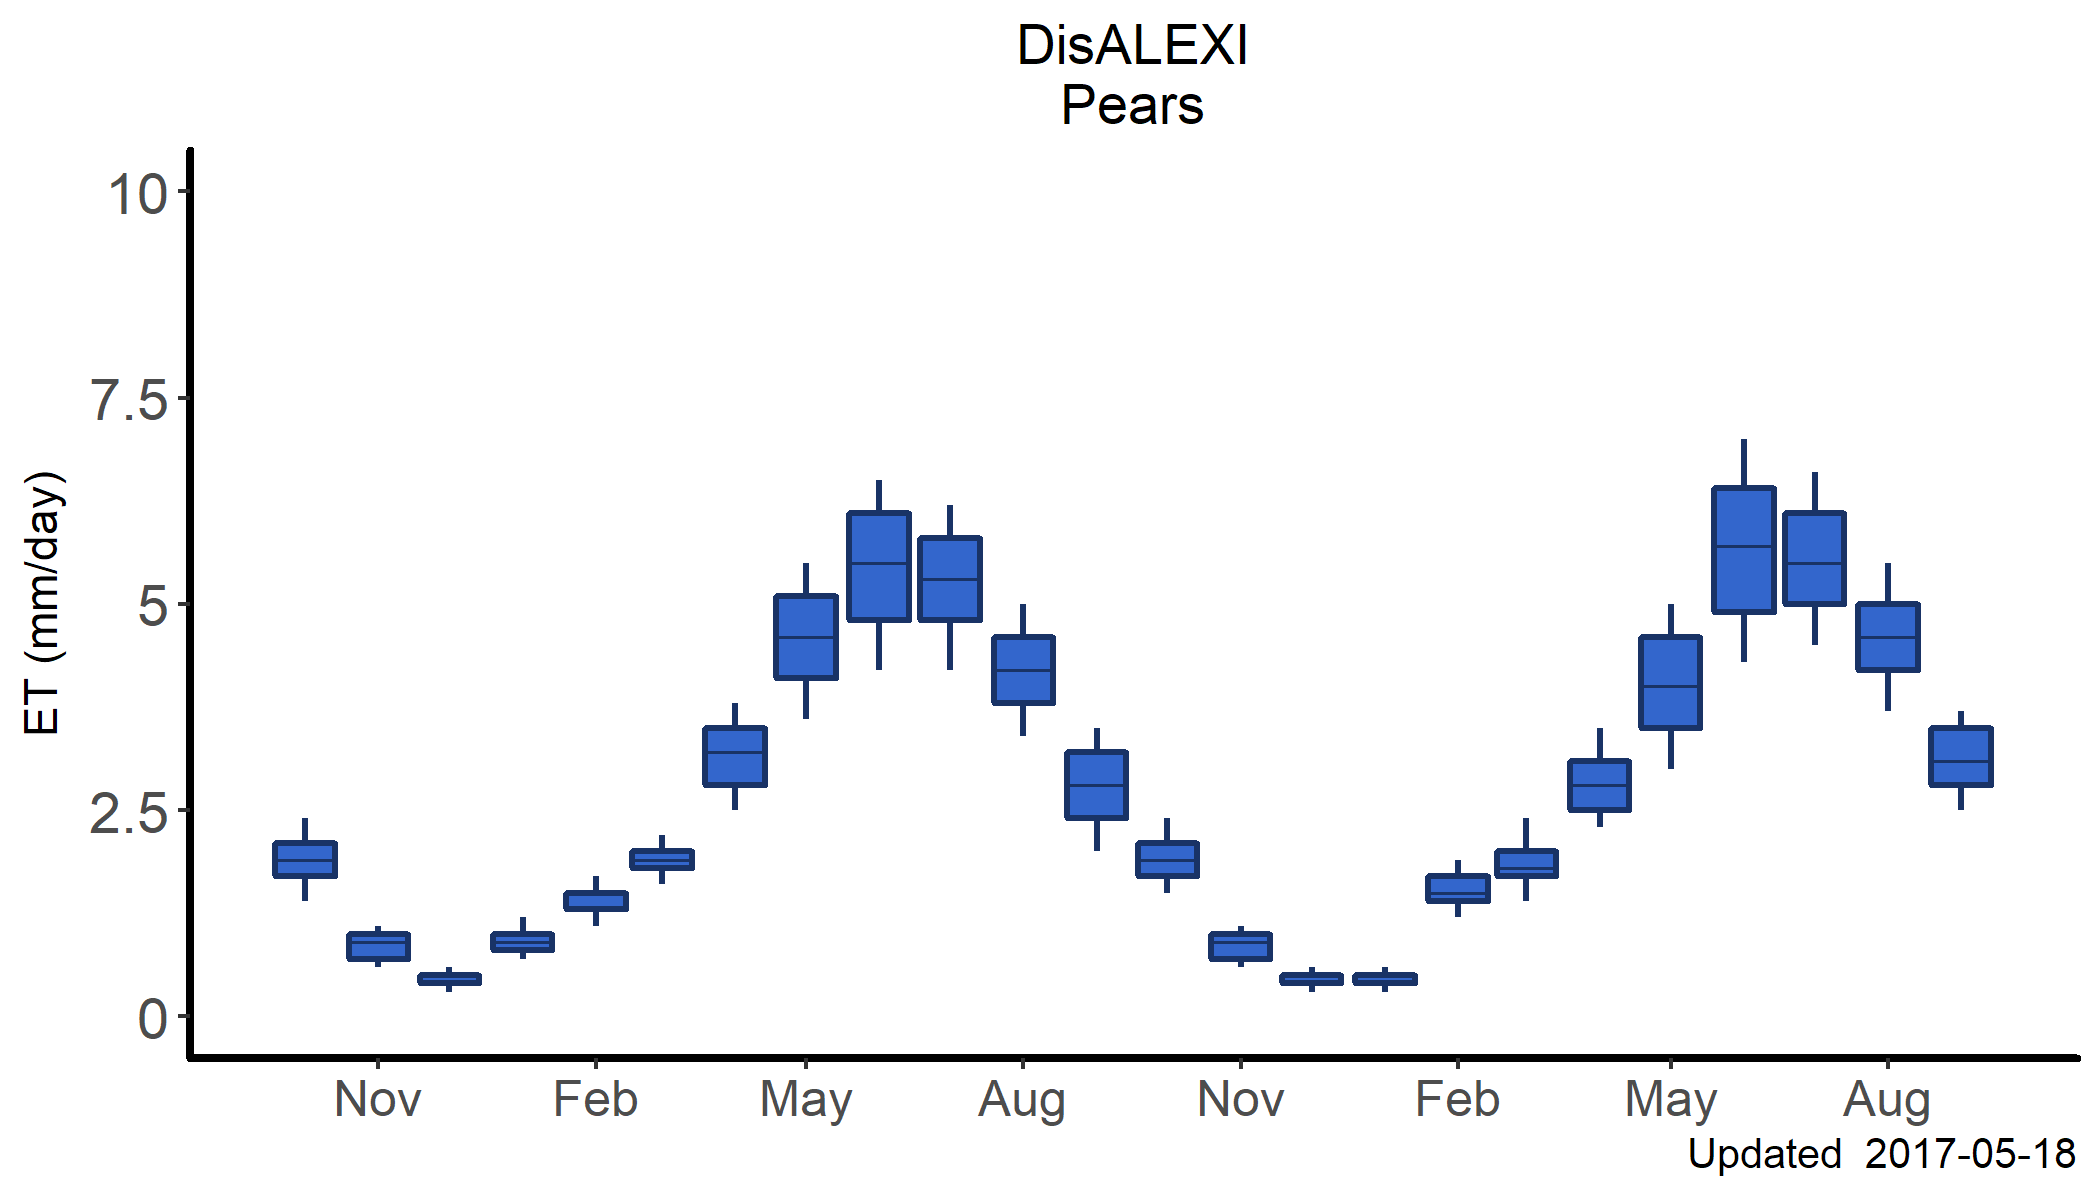 DisALEXI
Pears
ET (mm/day)
10
7.5
5
2.5
0
Nov Feb May Aug Nov Feb May Aug
Updated 2017-05-18